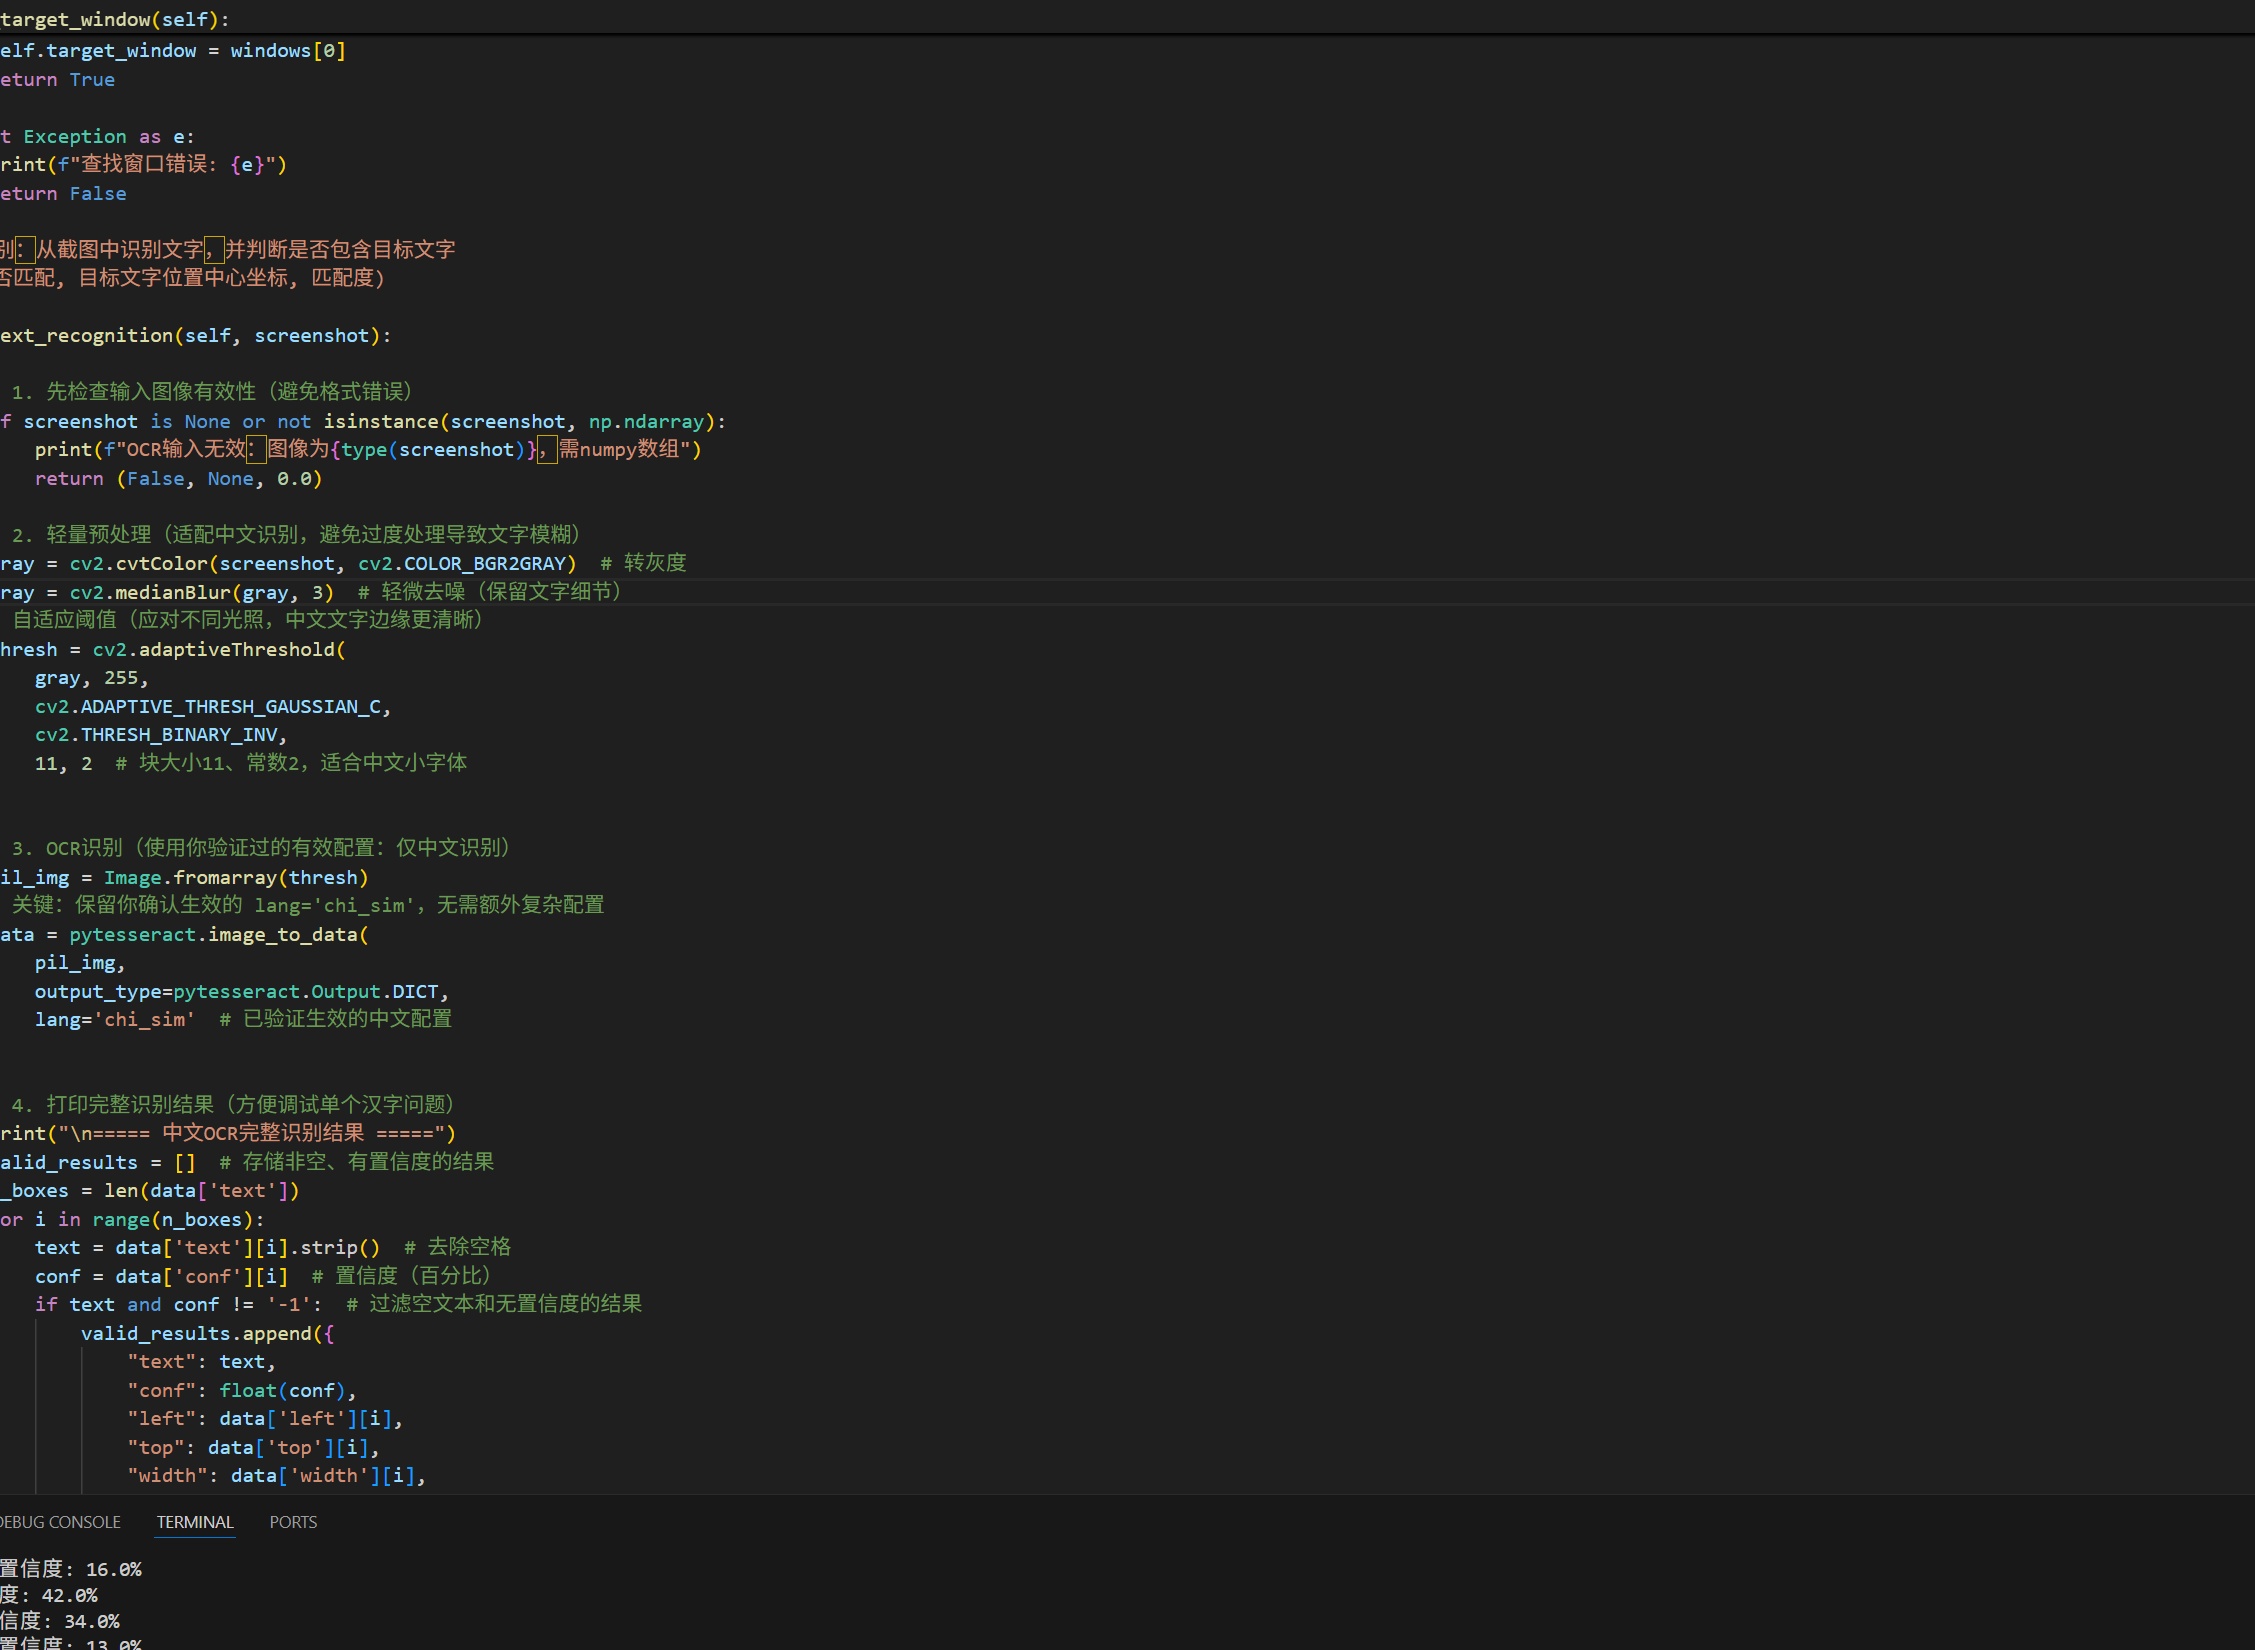 target_window(self):
elf.target_window = windows[0]
eturn True
t Exception as e:
rint(f"查找窗口错误: {e}")
eturn False
别：从截图中识别文字，并判断是否包含目标文字
否匹配, 目标文字位置中心坐标, 匹配度)
ext_recognition(self, screenshot):
1. 先检查输入图像有效性（避免格式错误）
f screenshot is None or not isinstance(screenshot, np.ndarray):
print(f"OCR输入无效：图像为{type(screenshot)}，需numpy数组")
return (False, None, 0.0)
2. 轻量预处理（适配中文识别，避免过度处理导致文字模糊）
ray = cv2.cvtColor(screenshot, cv2.COLOR_BGR2GRAY)  # 转灰度
ray = cv2.medianBlur(gray, 3)  # 轻微去噪（保留文字细节）
自适应阈值（应对不同光照，中文文字边缘更清晰）
hresh = cv2.adaptiveThreshold(
gray, 255,
cv2.ADAPTIVE_THRESH_GAUSSIAN_C,
cv2.THRESH_BINARY_INV,
11, 2  # 块大小11、常数2，适合中文小字体
3. OCR识别（使用你验证过的有效配置：仅中文识别）
il_img = Image.fromarray(thresh)
关键：保留你确认生效的 lang='chi_sim'，无需额外复杂配置
ata = pytesseract.image_to_data(
pil_img,
output_type=pytesseract.Output.DICT,
lang='chi_sim'  # 已验证生效的中文配置
4. 打印完整识别结果（方便调试单个汉字问题）
rint("\n===== 中文OCR完整识别结果 =====")
alid_results = []  # 存储非空、有置信度的结果
_boxes = len(data['text'])
or i in range(n_boxes):
text = data['text'][i].strip()  # 去除空格
conf = data['conf'][i]  # 置信度（百分比）
if text and conf != '-1':  # 过滤空文本和无置信度的结果
valid_results.append({
"text": text,
"conf": float(conf),
"left": data['left'][i],
"top": data['top'][i],
"width": data['width'][i],
DEBUG CONSOLE TERMINAL PORTS
置信度: 16.0%
度: 42.0%
信度: 34.0%
置信度: 13.0%